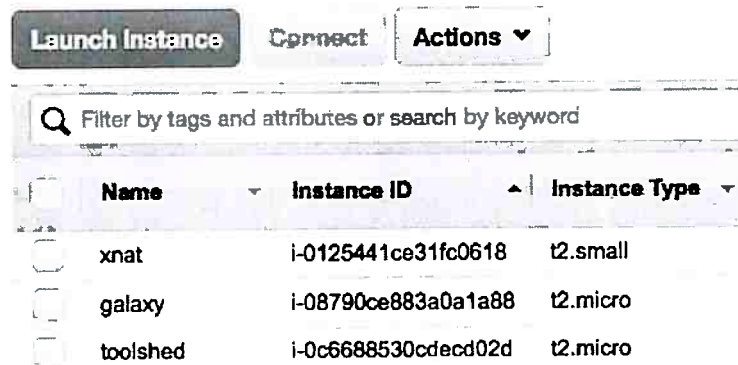 Launch Instance Connect Actions
Filter by tags and attributes or search by keyword
Name Instance ID Instance Type
xnat i-0125441ce31fc0618 t2.small
galaxy i-08790ce883a0a1a88 t2.micro
toolshed i-0c6688530cdecd02d t2.micro